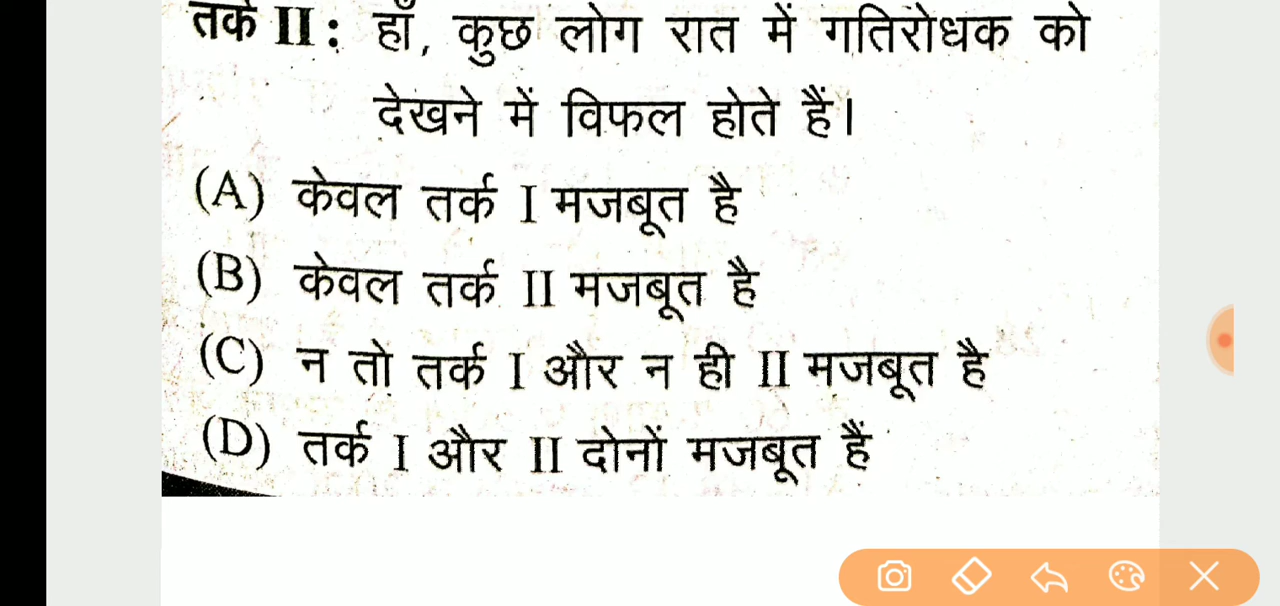 तर्क II : हाँ, कुछ लोग रात में गतिरोधक को
देखने में विफल होते हैं।
(A) केवल तर्क I मजबूत है
(B) केवल तर्क II मजबूत है
(C) न तो तर्क I और न ही II मजबूत है
(D) तर्क I और II दोनों मजबूत हैं